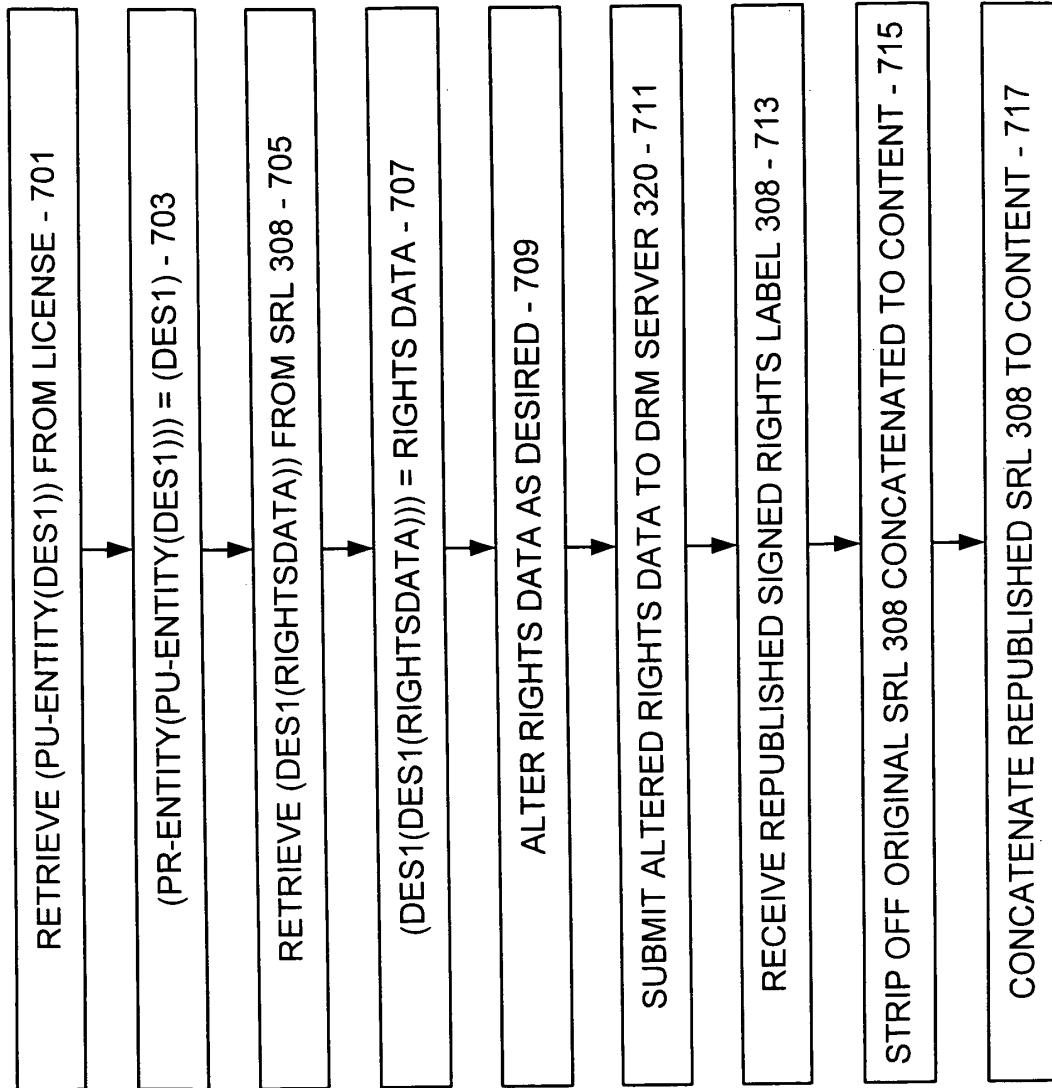 RETRIEVE (PU-ENTITY(DES1)) FROM LICENSE - 701
(PR-ENTITY(PU-ENTITY(DES1))) = (DES1) - 703
RETRIEVE (DES1(RIGHTSDATA)) FROM SRL 308 - 705
(DES1(DES1(RIGHTSDATA))) = RIGHTS DATA - 707
ALTER RIGHTS DATA AS DESIRED - 709
SUBMIT ALTERED RIGHTS DATA TO DRM SERVER 320 - 711
RECEIVE REPUBLISHED SIGNED RIGHTS LABEL 308 - 713
STRIP OFF ORIGINAL SRL 308 CONCATENATED TO CONTENT - 715
CONCATENATE REPUBLISHED SRL 308 TO CONTENT - 717